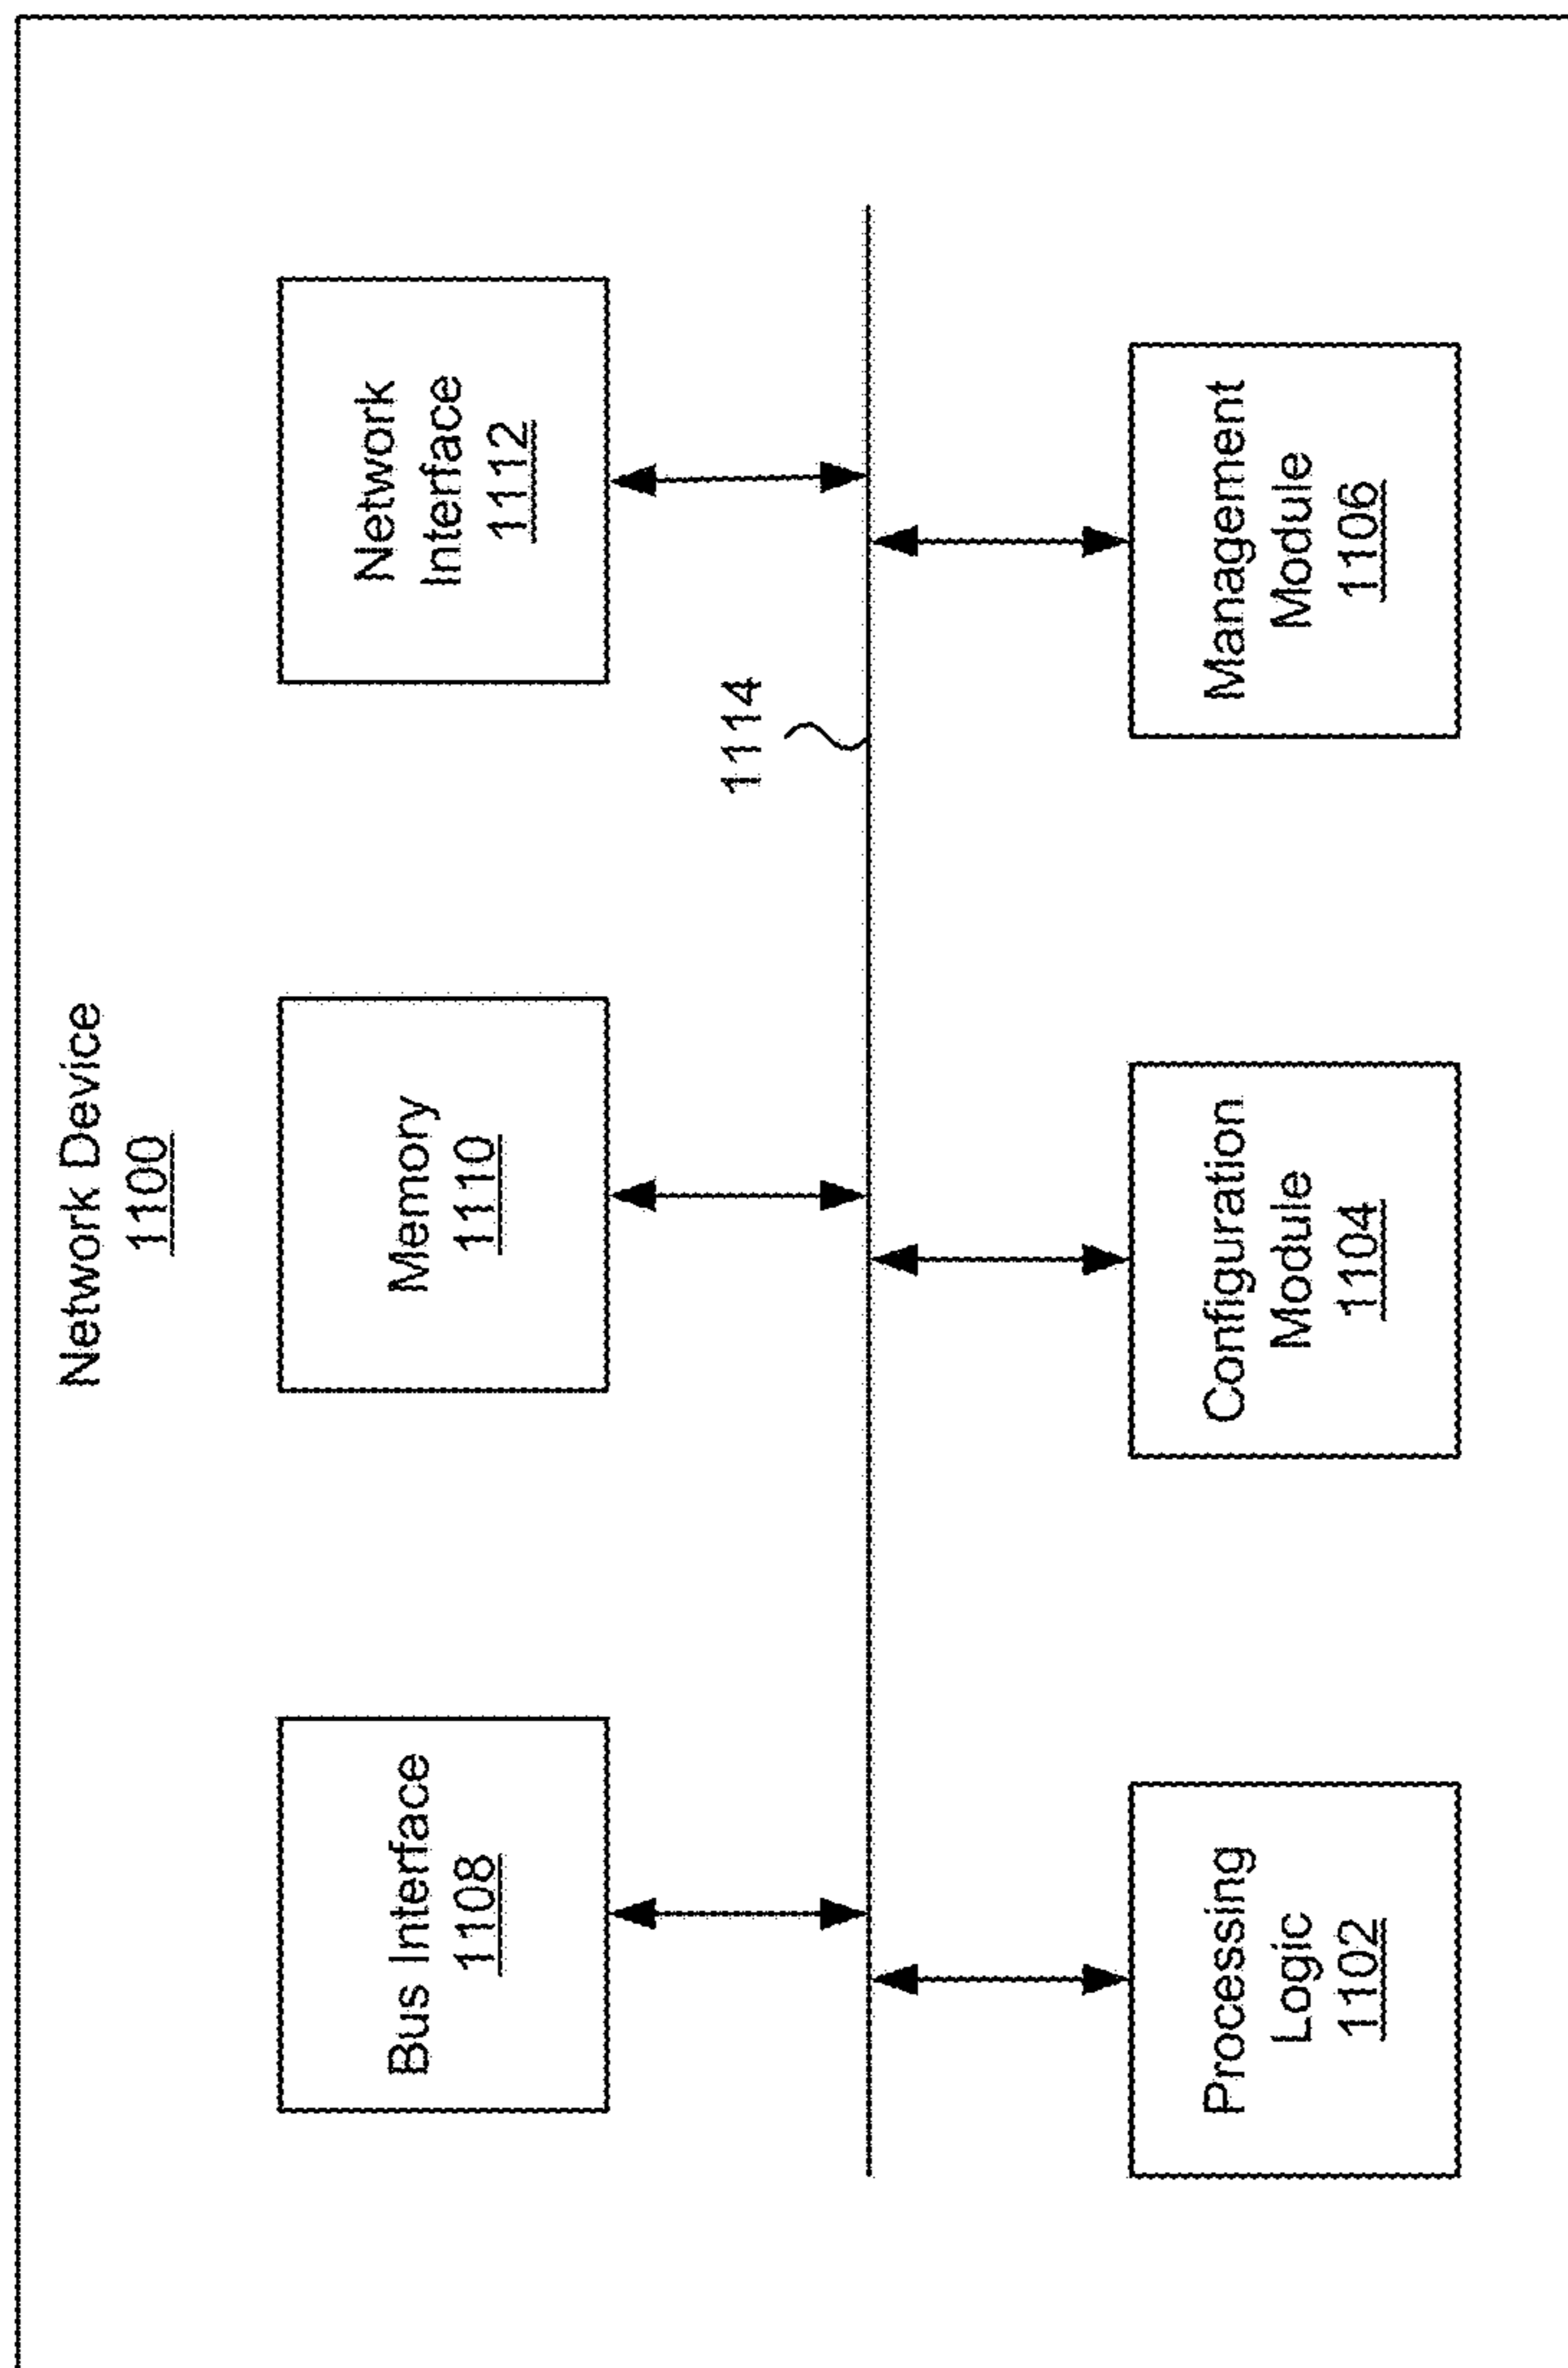 Network Device
1100
Bus Interface
1108
Memory
1110
Network
Interface
1112
1114
Processing
Logic
1102
Configuration
Module
1104
Management
Module
1106